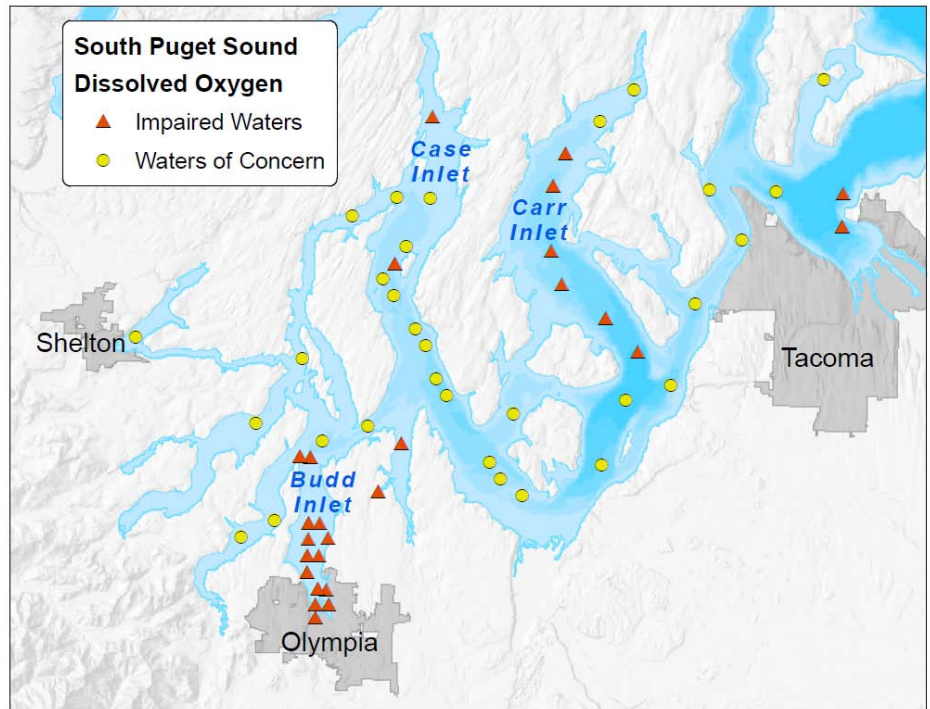 South Puget Sound
Dissolved Oxygen
Impaired Waters
Waters of Concern
Case
Inlet
Carr
Inlet
Shelton
Tacoma
Budd
Inlet
Olympia